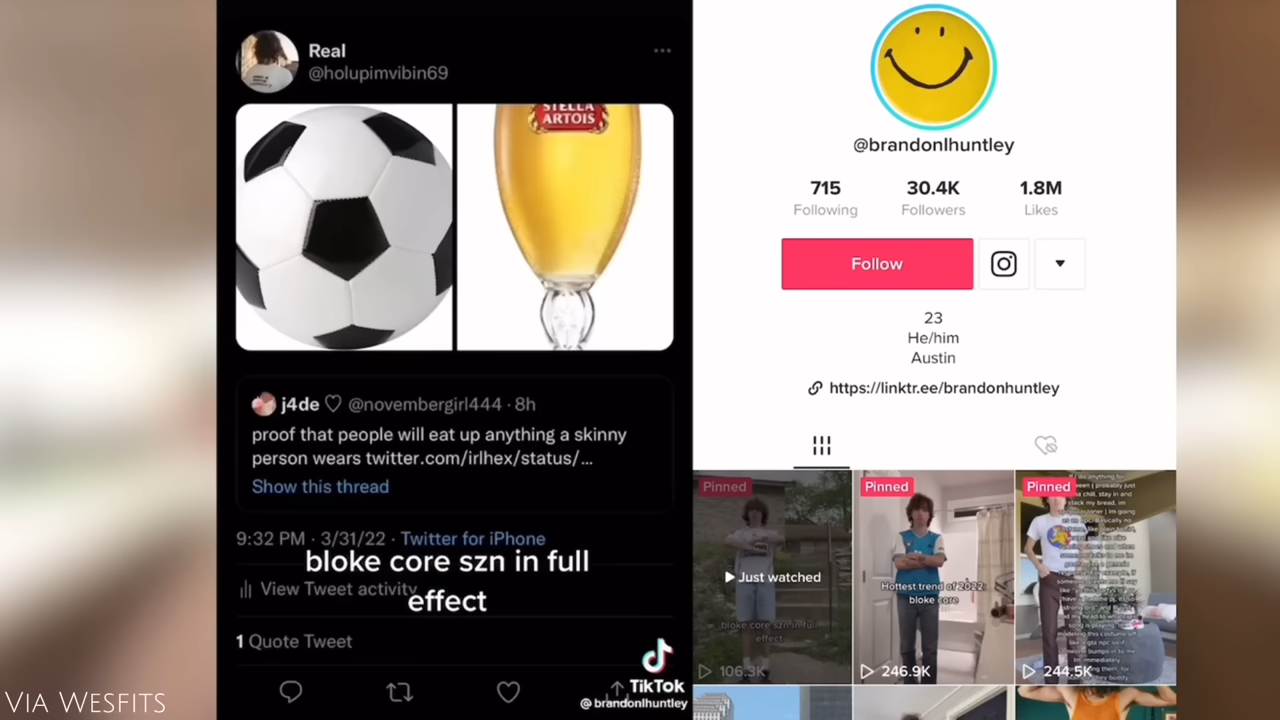 Real
@holupimvibin69
STELLA
ARTOIS
j4de ♡ @novembergirl444 · 8h
proof that people will eat up anything a skinny
person wears twitter.com/irlhex/status/...
Show this thread
9:32 PM · 3/31/22 · Twitter for iPhone
bloke core szn in full
View Tweet activity
effect
1 Quote Tweet
TikTok
@brandonlhuntley
VIA WESFITS
@brandonlhuntley
715
30.4K
1.8M
Following
Followers
Likes
Follow
23
He/him
Austin
https://linktr.ee/brandonhuntley
Pinned
Pinned
Pinned
Just watched
bloke core szn in full
effect
106.3K
Hottest trend of 2022:
bloke core
246.9K
244.5K